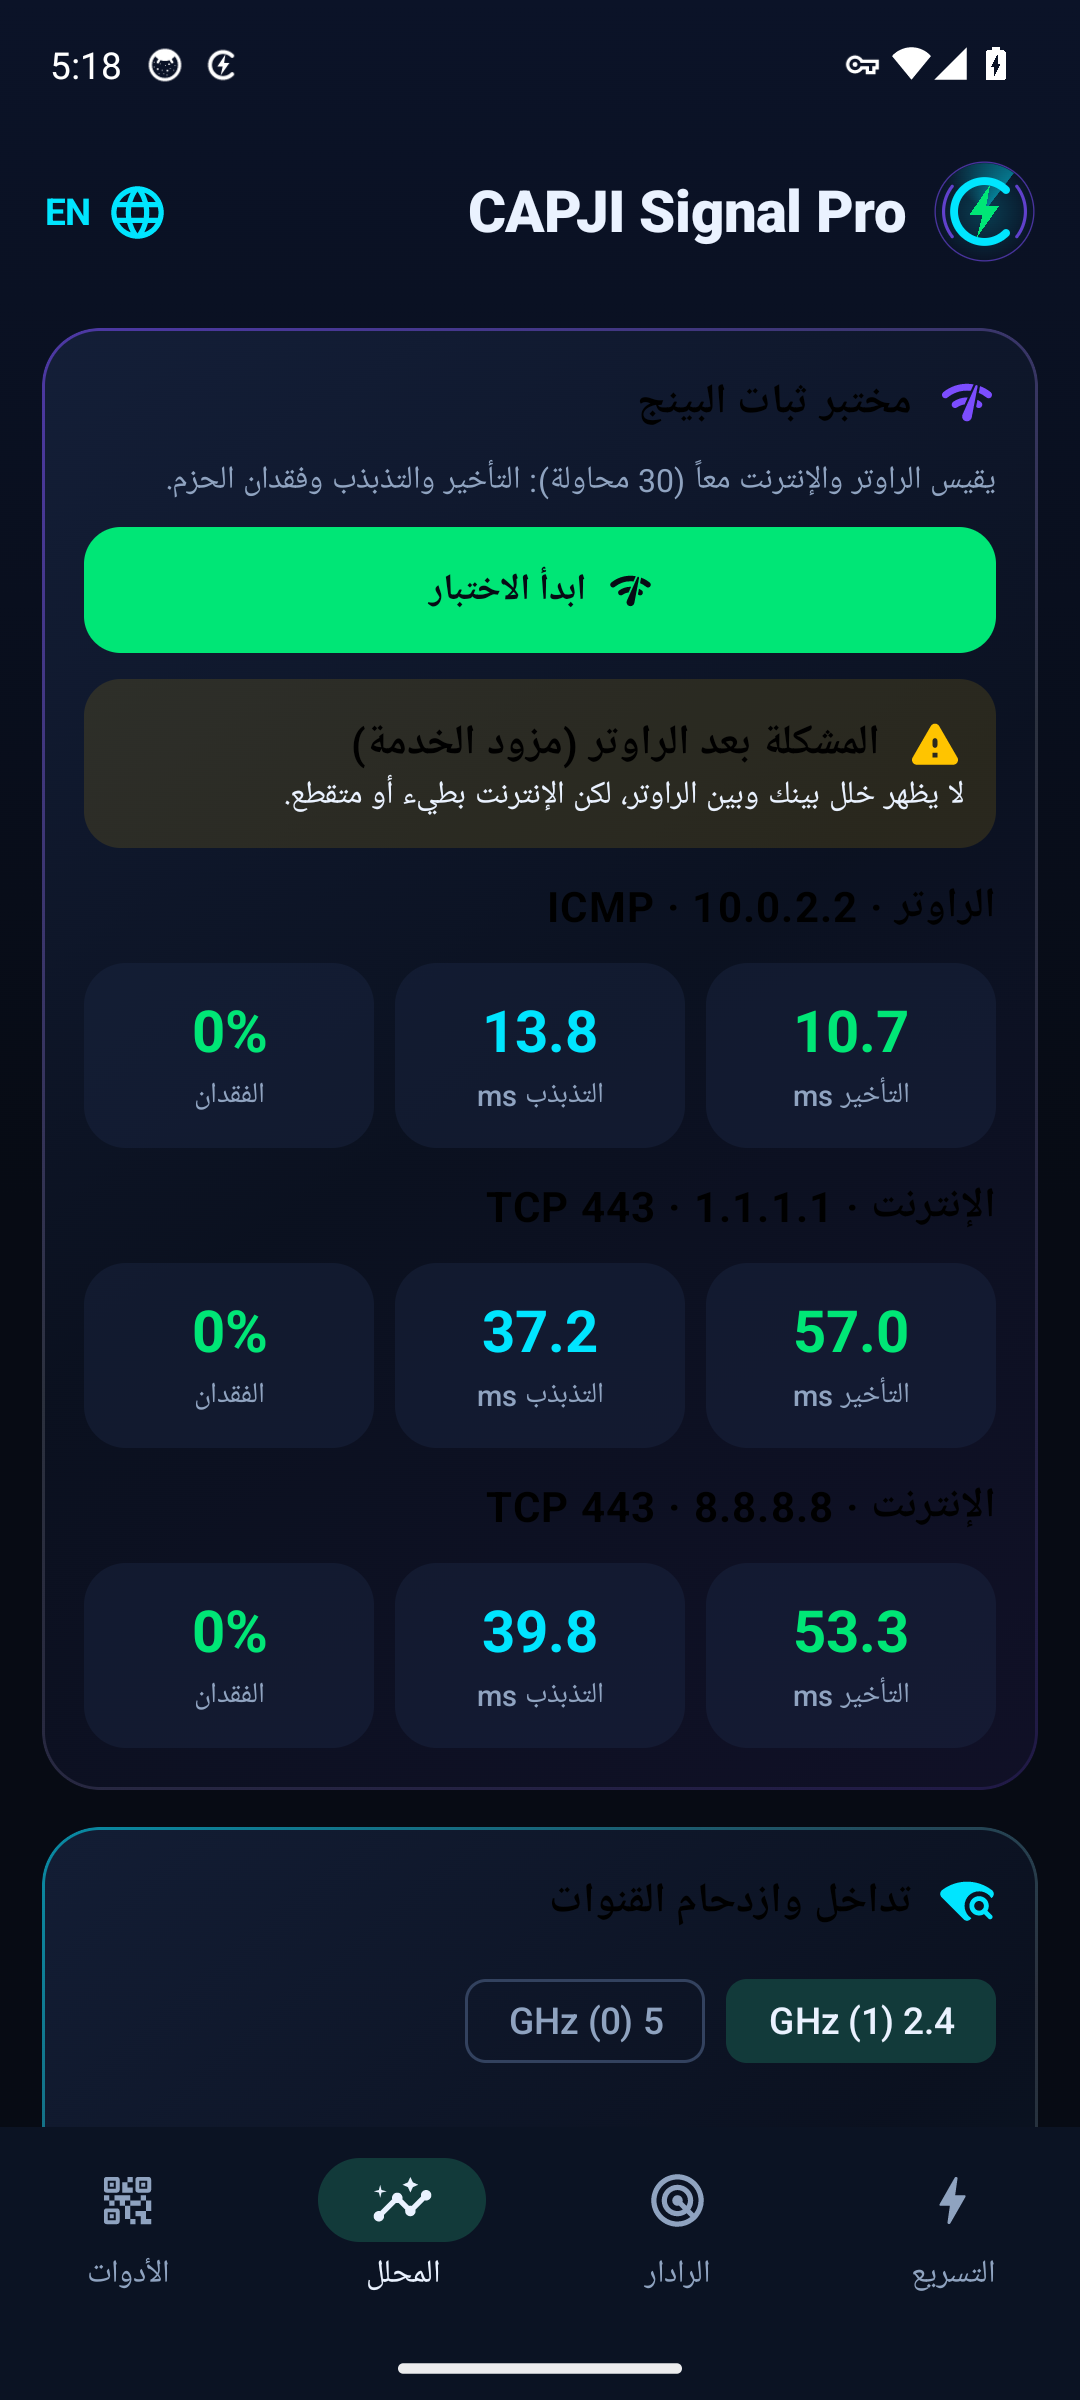 5:18
CAPJI Signal Pro
EN
مختبر ثبات البينج
يقيس الراوتر والإنترنت معاً (30 محاولة): التأخير والتذبذب وفقدان الحزم.
ابدأ الاختبار
المشكلة بعد الراوتر (مزود الخدمة)
لا يظهر خلل بينك وبين الراوتر، لكن الإنترنت بطيء أو متقطع.
الراوتر · 10.0.2.2 · ICMP
10.7 13.8 0%
التأخير ms التذبذب ms الفقدان
الإنترنت · 1.1.1.1 · TCP 443
57.0 37.2 0%
التأخير ms التذبذب ms الفقدان
الإنترنت · 8.8.8.8 · TCP 443
53.3 39.8 0%
التأخير ms التذبذب ms الفقدان
تداخل وازدحام القنوات
2.4 GHz (1) 5 GHz (0)
التسريع الرادار المحلل الأدوات